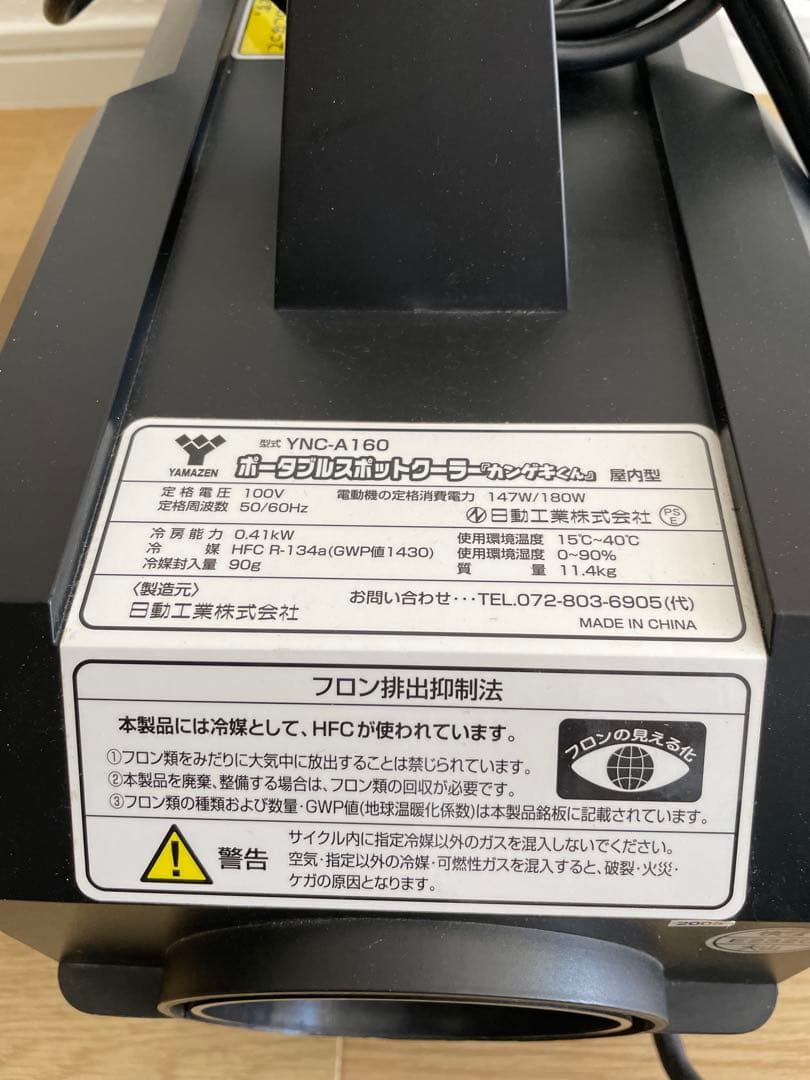 型式 YNC-A160
YAMAZEN
ポータブルスポットクーラー『カンゲキくん』 屋内型
定格電圧 100V 電動機の定格消費電力 147W/180W
定格周波数 50/60Hz 日動工業株式会社 PSE
冷房能力 0.41kW 使用環境温度 15℃~40℃
冷媒 HFC R-134a(GWP値1430) 使用環境湿度 0~90%
冷媒封入量 90g 質量 11.4kg
〈製造元〉 お問い合わせ…TEL.072-803-6905(代)
日動工業株式会社 MADE IN CHINA
フロン排出抑制法
本製品には冷媒として、HFCが使われています。
フロンの見える化
①フロン類をみだりに大気中に放出することは禁じられています。
②本製品を廃棄、整備する場合は、フロン類の回収が必要です。
③フロン類の種類および数量・GWP値(地球温暖化係数)は本製品銘板に記載されています。
警告
サイクル内に指定冷媒以外のガスを混入しないでください。
空気・指定以外の冷媒・可燃性ガスを混入すると、破裂・火災・
ケガの原因となります。